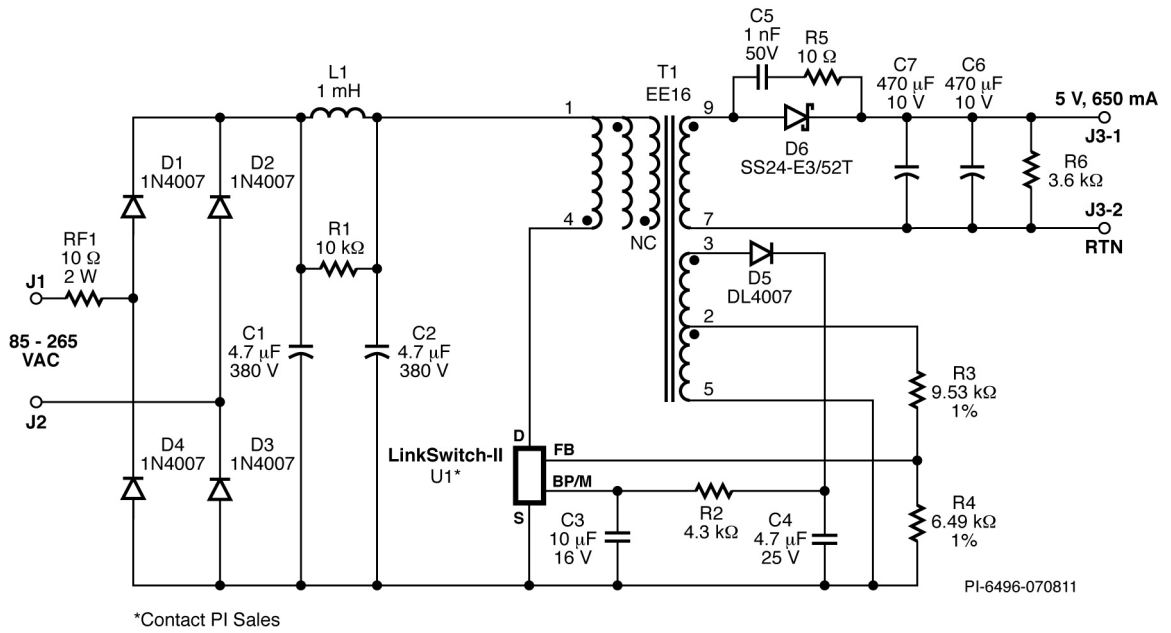 C5
1 nF
50V
R5
10 Ω
L1
1 mH
T1
EE16
C7
470 μF
10 V
C6
470 μF
10 V
5 V, 650 mA
J3-1
1
9
D1
1N4007
D2
1N4007
D6
SS24-E3/52T
R6
3.6 kΩ
4
7
NC
J3-2
RTN
RF1
10 Ω
2 W
R1
10 kΩ
3
D5
DL4007
J1
85 - 265
VAC
J2
C1
4.7 μF
380 V
C2
4.7 μF
380 V
2
R3
9.53 kΩ
1%
5
D4
1N4007
D3
1N4007
LinkSwitch-II
U1*
D
FB
BP/M
S
C3
10 μF
16 V
R2
4.3 kΩ
C4
4.7 μF
25 V
R4
6.49 kΩ
1%
PI-6496-070811
*Contact PI Sales